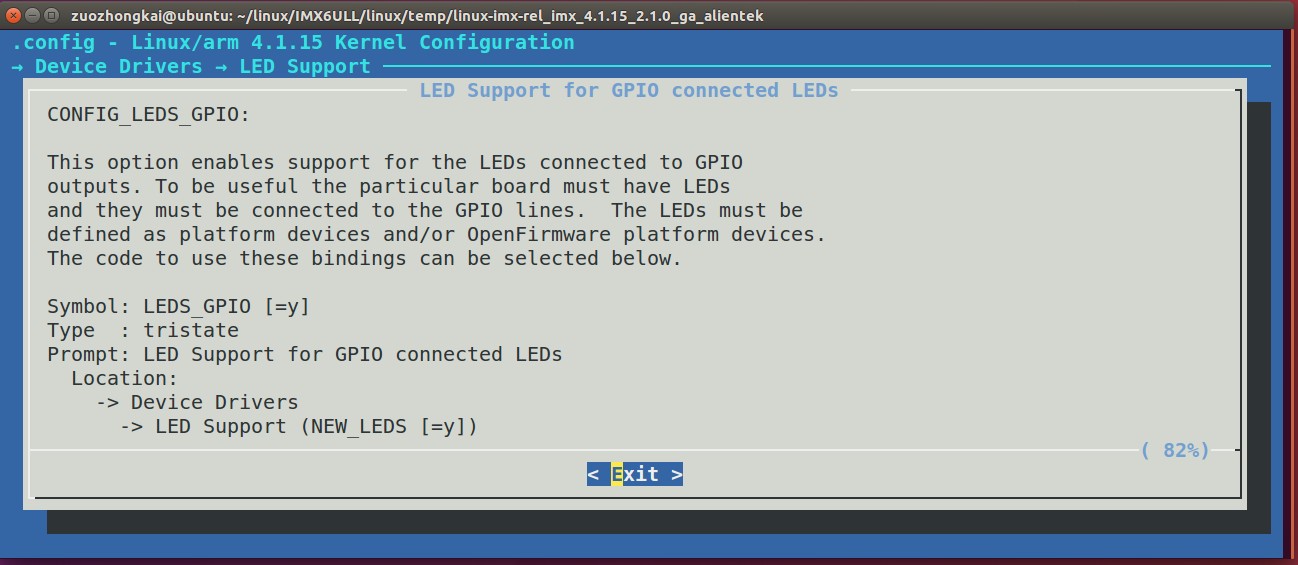 zuozhongkai@ubuntu: ~/linux/IMX6ULL/linux/temp/linux-imx-rel_imx_4.1.15_2.1.0_ga_alientek
.config - Linux/arm 4.1.15 Kernel Configuration
→ Device Drivers → LED Support
LED Support for GPIO connected LEDs
CONFIG_LEDS_GPIO:
This option enables support for the LEDs connected to GPIO
outputs. To be useful the particular board must have LEDs
and they must be connected to the GPIO lines.  The LEDs must be
defined as platform devices and/or OpenFirmware platform devices.
The code to use these bindings can be selected below.
Symbol: LEDS_GPIO [=y]
Type  : tristate
Prompt: LED Support for GPIO connected LEDs
  Location:
    -> Device Drivers
      -> LED Support (NEW_LEDS [=y])
( 82%)
< Exit >